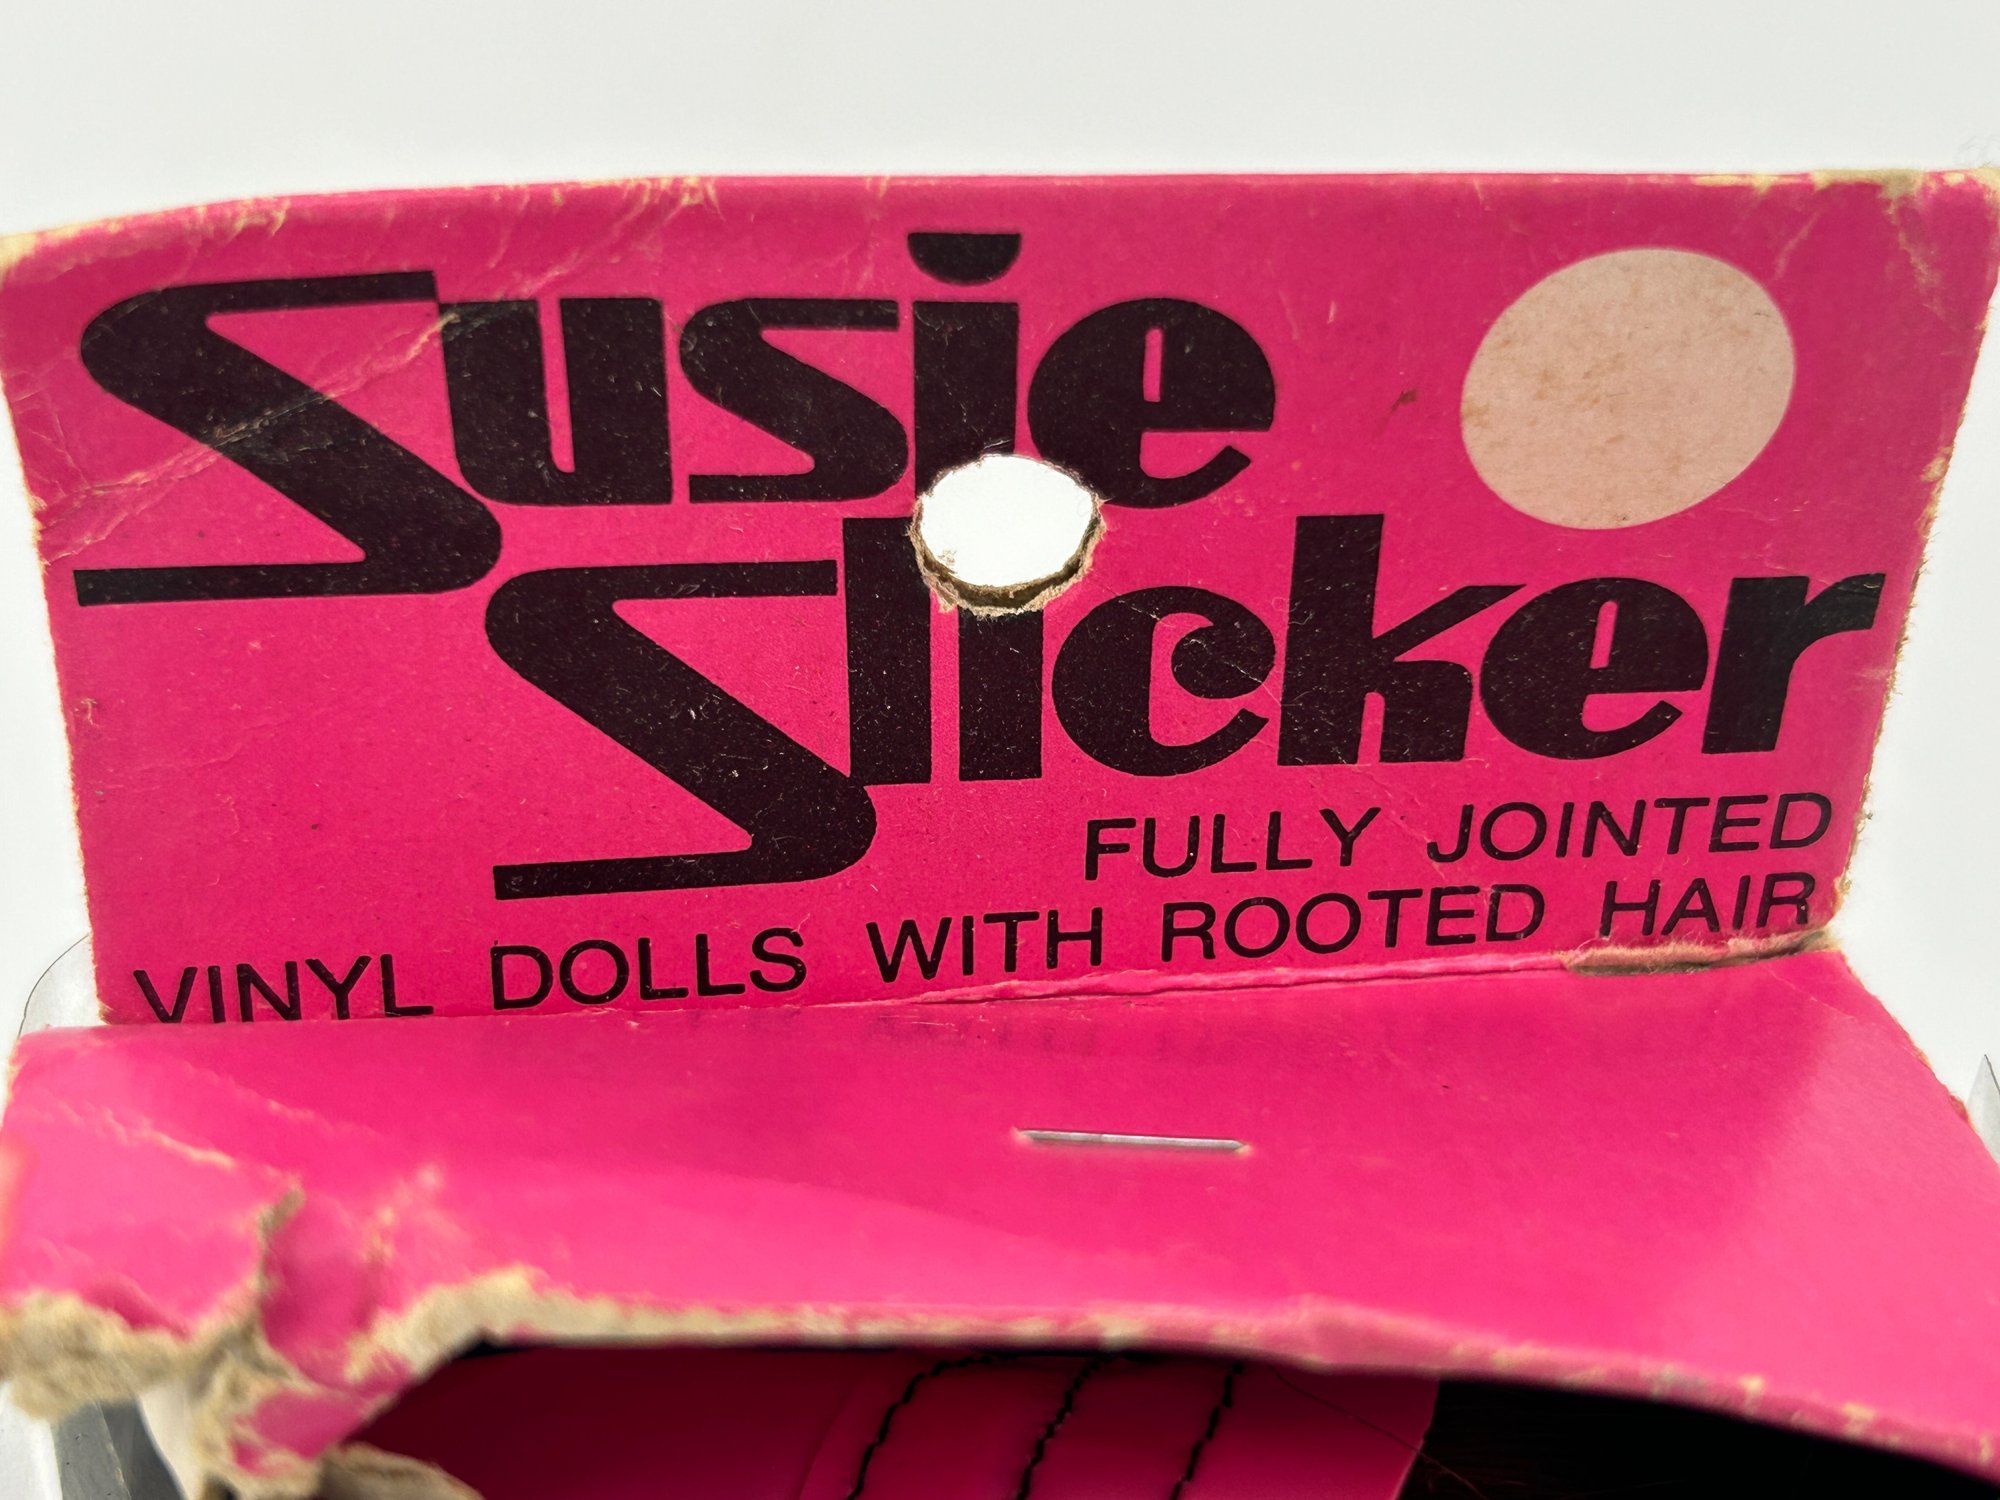 Susie
Slicker
FULLY JOINTED
VINYL DOLLS WITH ROOTED HAIR